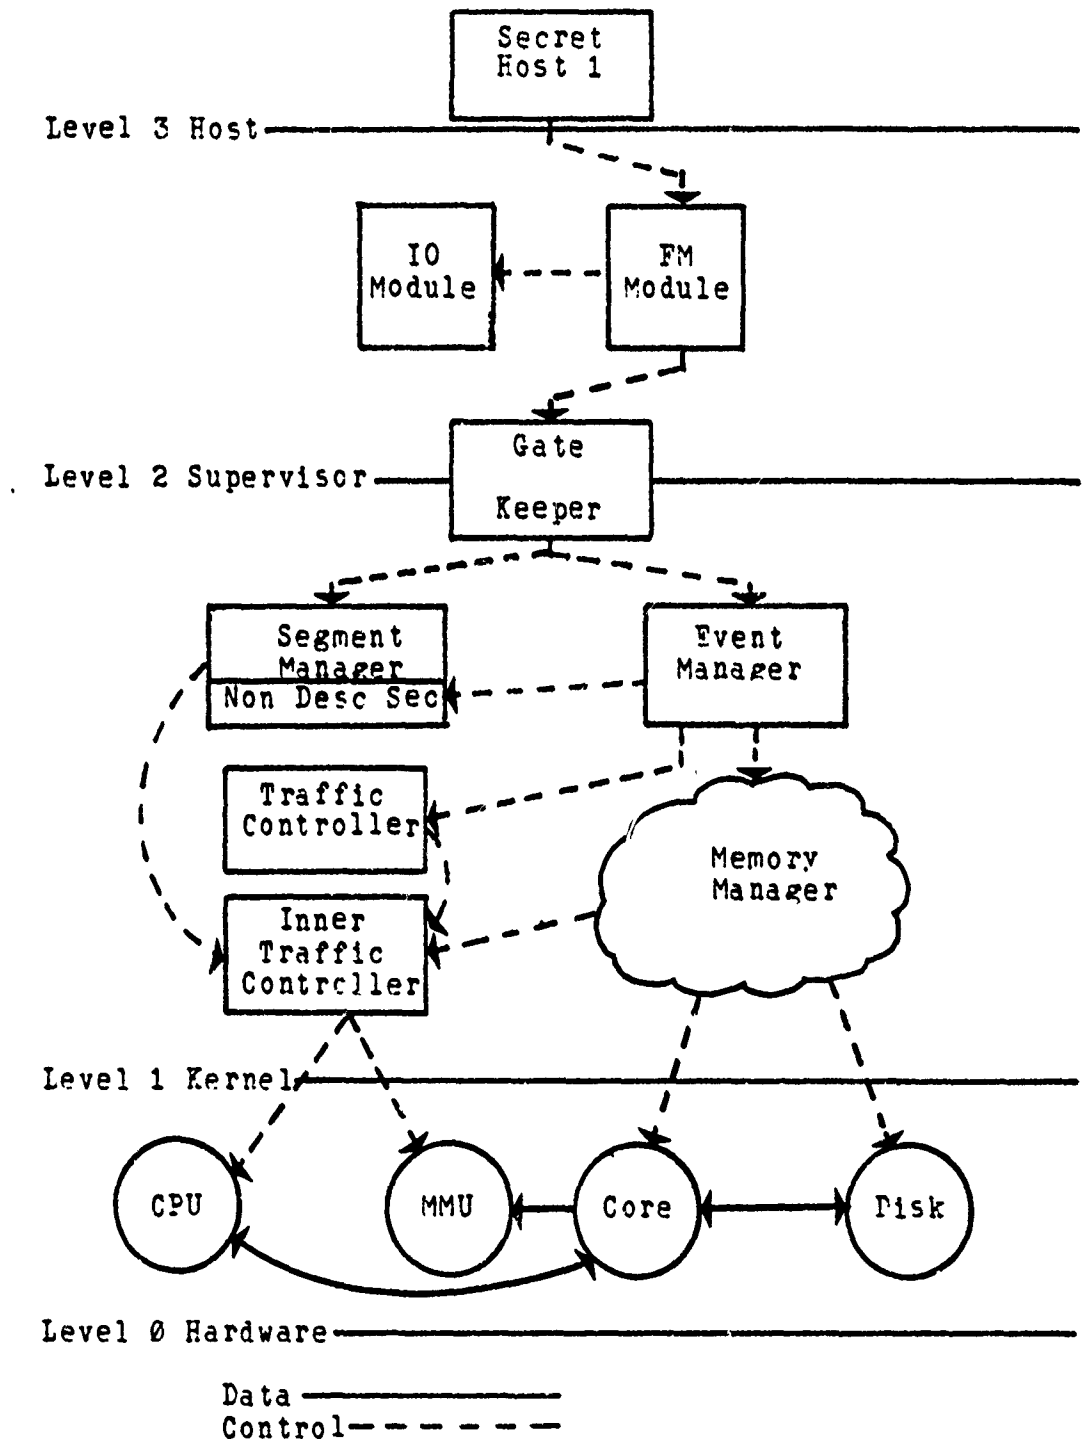 Secret
Host 1
Level 3 Host
IO
Module
FM
Module
Gate
Keeper
Level 2 Supervisor
Segment
Manager
Non Desc Sec
Event
Manager
Traffic
Controller
Memory
Manager
Inner
Traffic
Controller
Level 1 Kernel
CPU
MMU
Core
Disk
Level 0 Hardware
Data
Control